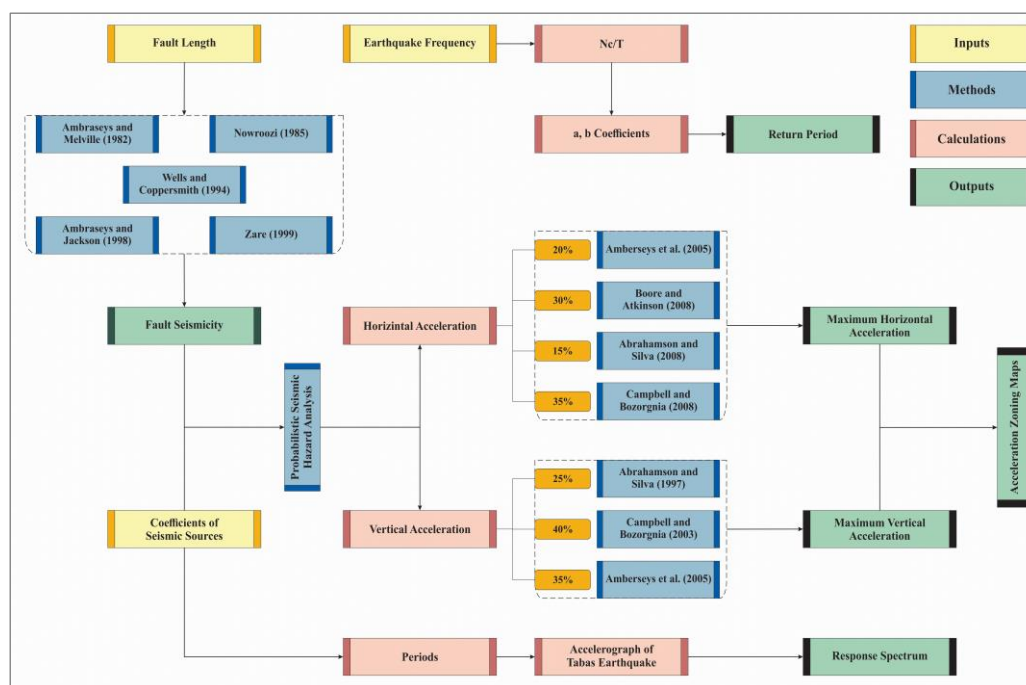 Fault Length
Earthquake Frequency
Nc/T
Inputs
Methods
Calculations
Outputs
Ambraseys and
Melville (1982)
Nowroozi (1985)
Wells and
Coppersmith (1994)
Ambraseys and
Jackson (1998)
Zare (1999)
a, b Coefficients
Return Period
Fault Seismicity
Probabilistic Seismic
Hazard Analysis
Coefficients of
Seismic Sources
Horizintal Acceleration
20%
Amberseys et al. (2005)
30%
Boore and
Atkinson (2008)
15%
Abrahamson and
Silva (2008)
35%
Campbell and
Bozorgnia (2008)
Maximum Horizontal
Acceleration
Vertical Acceleration
25%
Abrahamson and
Silva (1997)
40%
Campbell and
Bozorgnia (2003)
35%
Amberseys et al. (2005)
Maximum Vertical
Acceleration
Acceleration Zoning Maps
Periods
Accelerograph of
Tabas Earthquake
Response Spectrum